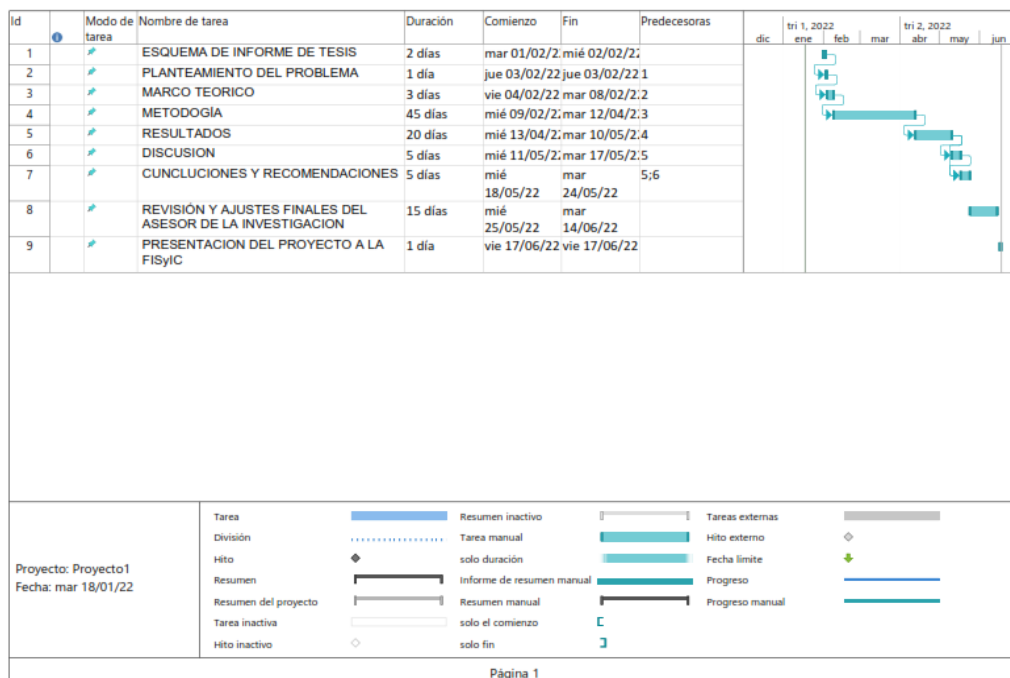 Id Modo de tarea Nombre de tarea Duración Comienzo Fin Predecesoras
tri 1, 2022 tri 2, 2022
dic ene feb mar abr may jun
1 ESQUEMA DE INFORME DE TESIS 2 días mar 01/02/22 mié 02/02/22
2 PLANTEAMIENTO DEL PROBLEMA 1 día jue 03/02/22 jue 03/02/22 1
3 MARCO TEORICO 3 días vie 04/02/22 mar 08/02/22 2
4 METODOGÍA 45 días mié 09/02/22 mar 12/04/22 3
5 RESULTADOS 20 días mié 13/04/22 mar 10/05/22 4
6 DISCUSION 5 días mié 11/05/22 mar 17/05/22 5
7 CUNCLUCIONES Y RECOMENDACIONES 5 días mié 18/05/22 mar 24/05/22 5;6
8 REVISIÓN Y AJUSTES FINALES DEL ASESOR DE LA INVESTIGACION 15 días mié 25/05/22 mar 14/06/22
9 PRESENTACION DEL PROYECTO A LA FISyIC 1 día vie 17/06/22 vie 17/06/22
Proyecto: Proyecto1
Fecha: mar 18/01/22
Tarea
División
Hito
Resumen
Resumen del proyecto
Tarea inactiva
Hito inactivo
Resumen inactivo
Tarea manual
solo duración
Informe de resumen manual
Resumen manual
solo el comienzo
solo fin
Tareas externas
Hito externo
Fecha límite
Progreso
Progreso manual
Página 1